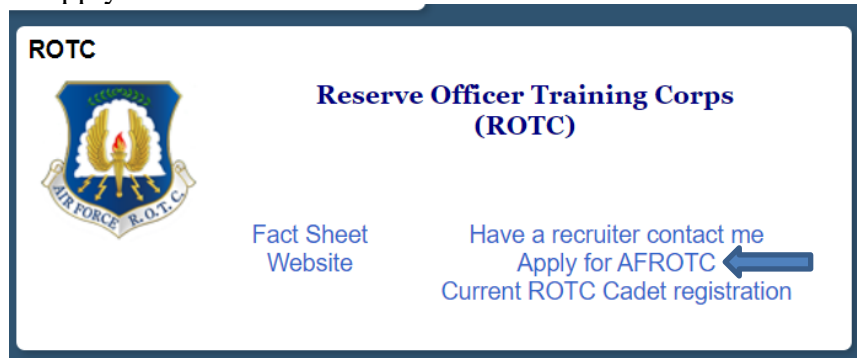 ROTC
Reserve Officer Training Corps
(ROTC)
AIR FORCE R.O.T.C.
Fact Sheet
Have a recruiter contact me
Website
Apply for AFROTC
Current ROTC Cadet registration